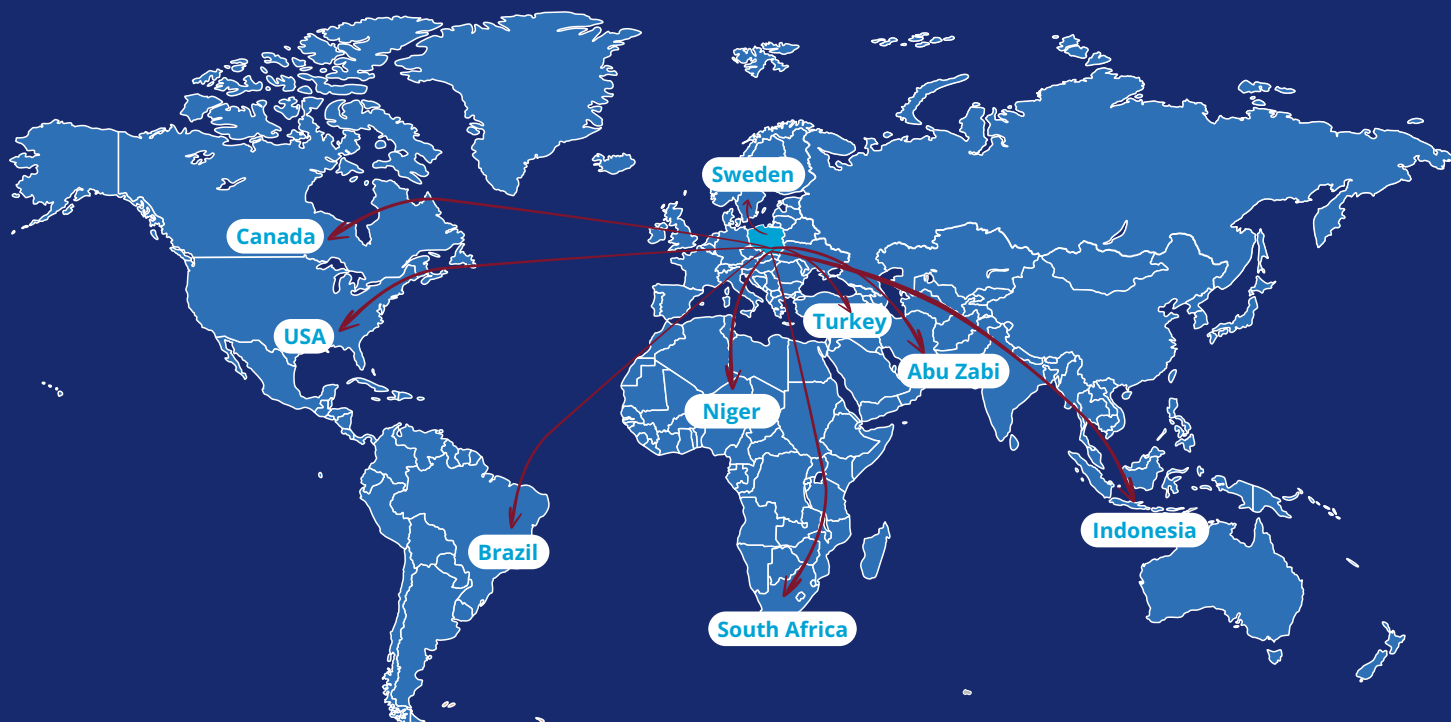 Sweden
Canada
Turkey
USA
Abu Zabi
Niger
Indonesia
Brazil
South Africa